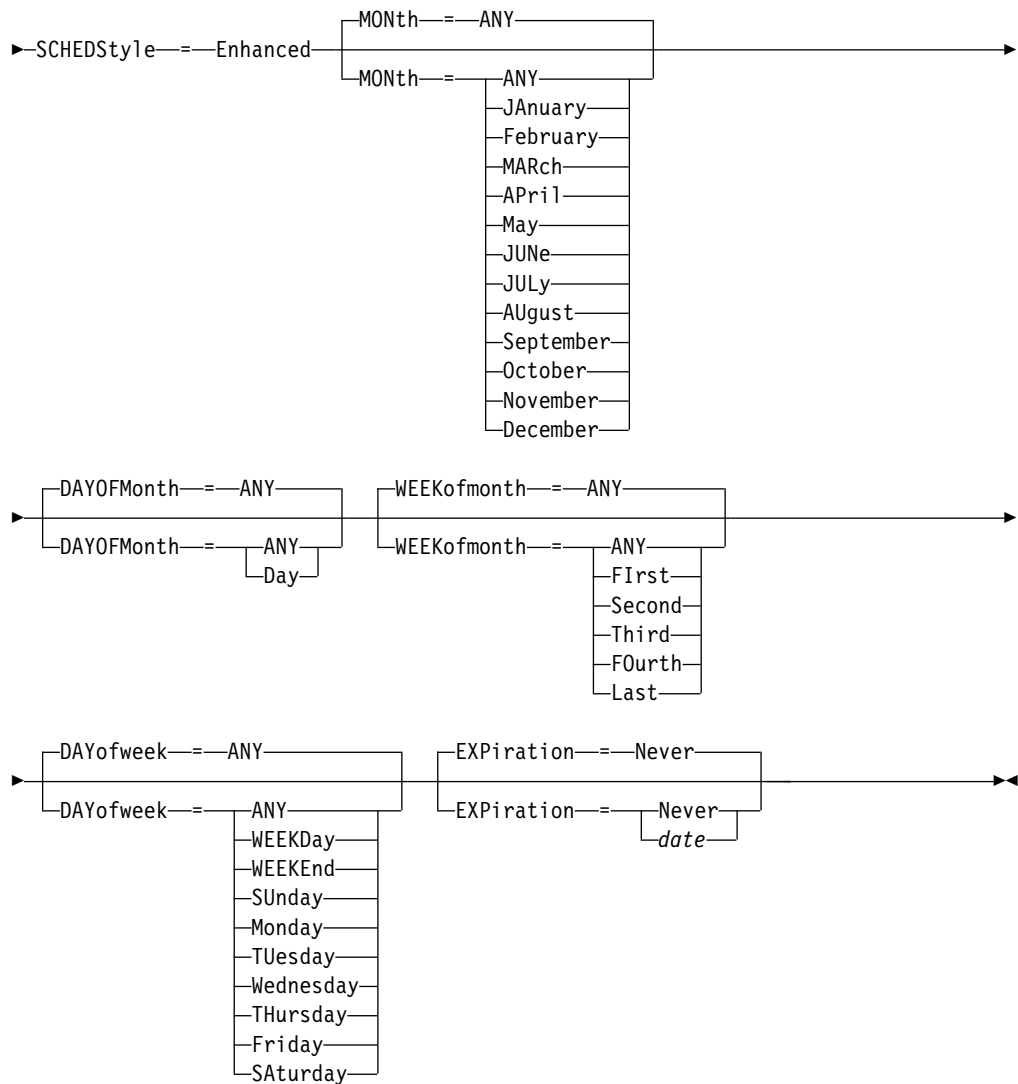 MONth = ANY
SCHEDStyle = Enhanced
MONth = ANY
JAnuary
February
MARch
APril
May
JUNe
JULy
AUgust
September
October
November
December
DAYOFMonth = ANY WEEKofmonth = ANY
DAYOFMonth = ANY WEEKofmonth = ANY
Day FIrst
Second
Third
FOurth
Last
DAYofweek = ANY EXPiration = Never
DAYofweek = ANY EXPiration = Never
WEEKDay date
WEEKEnd
SUnday
Monday
TUesday
Wednesday
THursday
Friday
SAturday